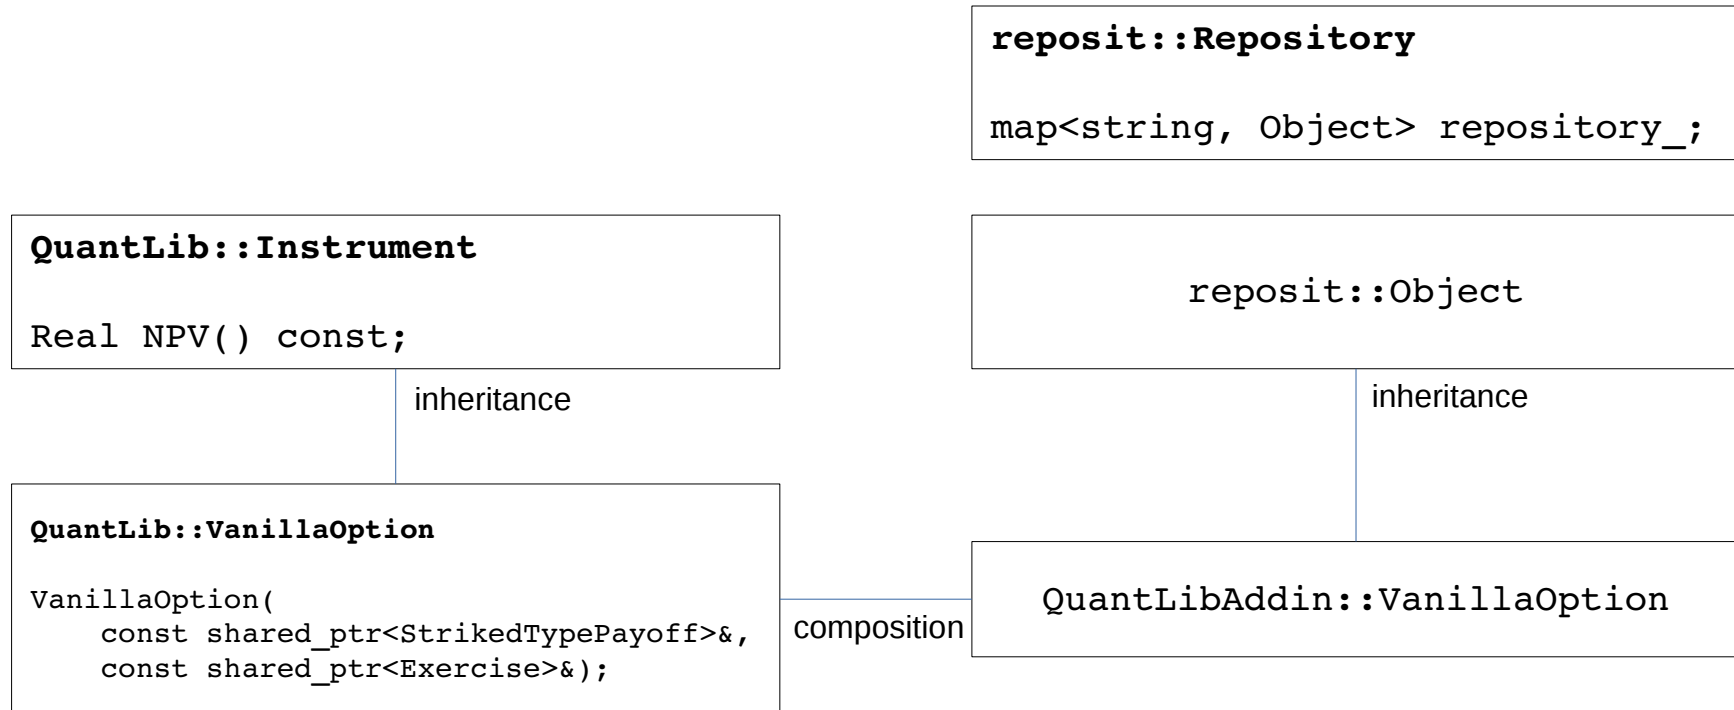 reposit::Repository
map<string, Object> repository_;
QuantLib::Instrument
Real NPV() const;
reposit::Object
inheritance
inheritance
QuantLib::VanillaOption
VanillaOption(
    const shared_ptr<StrikedTypePayoff>&,
    const shared_ptr<Exercise>&);
composition
QuantLibAddin::VanillaOption